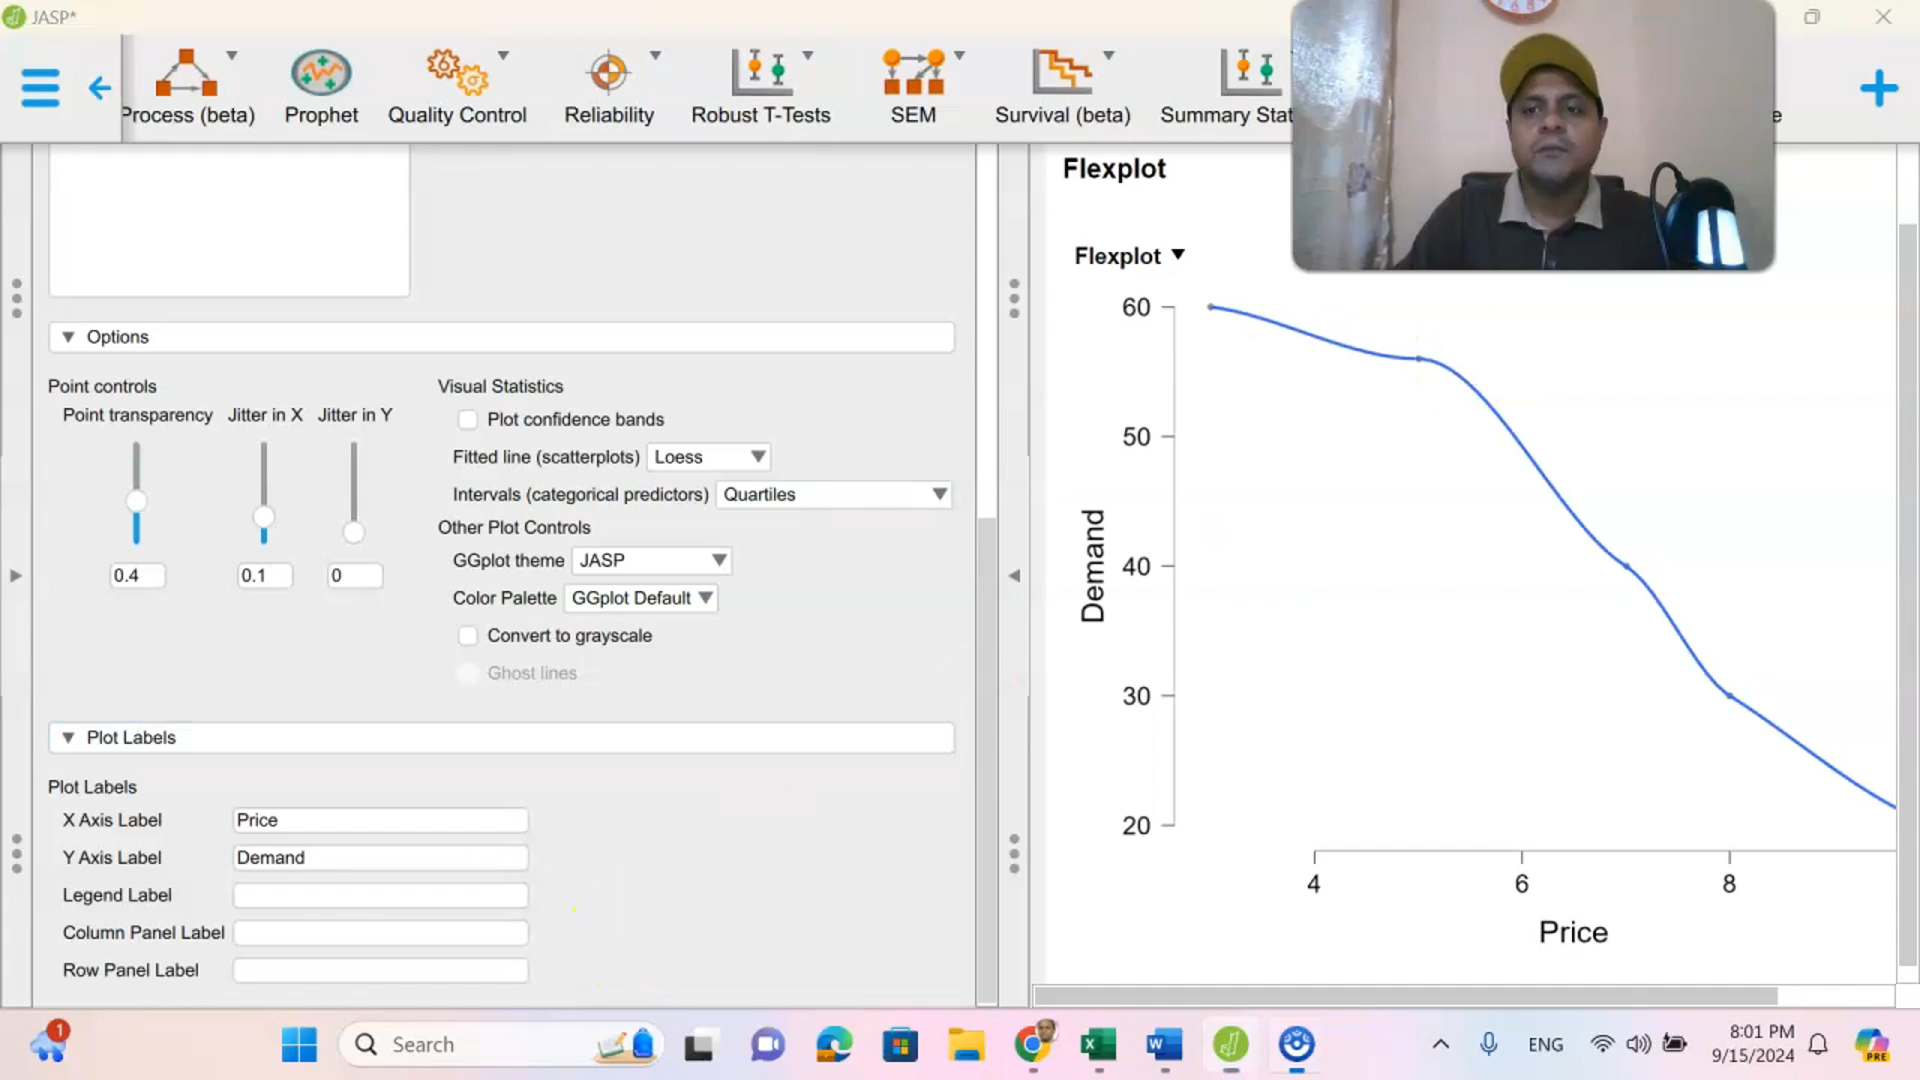 JASP*
Process (beta)
Prophet
Quality Control
Reliability
Robust T-Tests
SEM
Survival (beta)
Summary Stat
e
Options
Point controls
Point transparency
Jitter in X
Jitter in Y
0.4
0.1
0
Visual Statistics
Plot confidence bands
Fitted line (scatterplots) Loess
Intervals (categorical predictors) Quartiles
Other Plot Controls
GGplot theme JASP
Color Palette GGplot Default
Convert to grayscale
Ghost lines
Plot Labels
Plot Labels
X Axis Label Price
Y Axis Label Demand
Legend Label
Column Panel Label
Row Panel Label
Flexplot
Flexplot
60
50
40
30
20
Demand
4 6 8
Price
1
Search
ENG
8:01 PM
9/15/2024
PRE